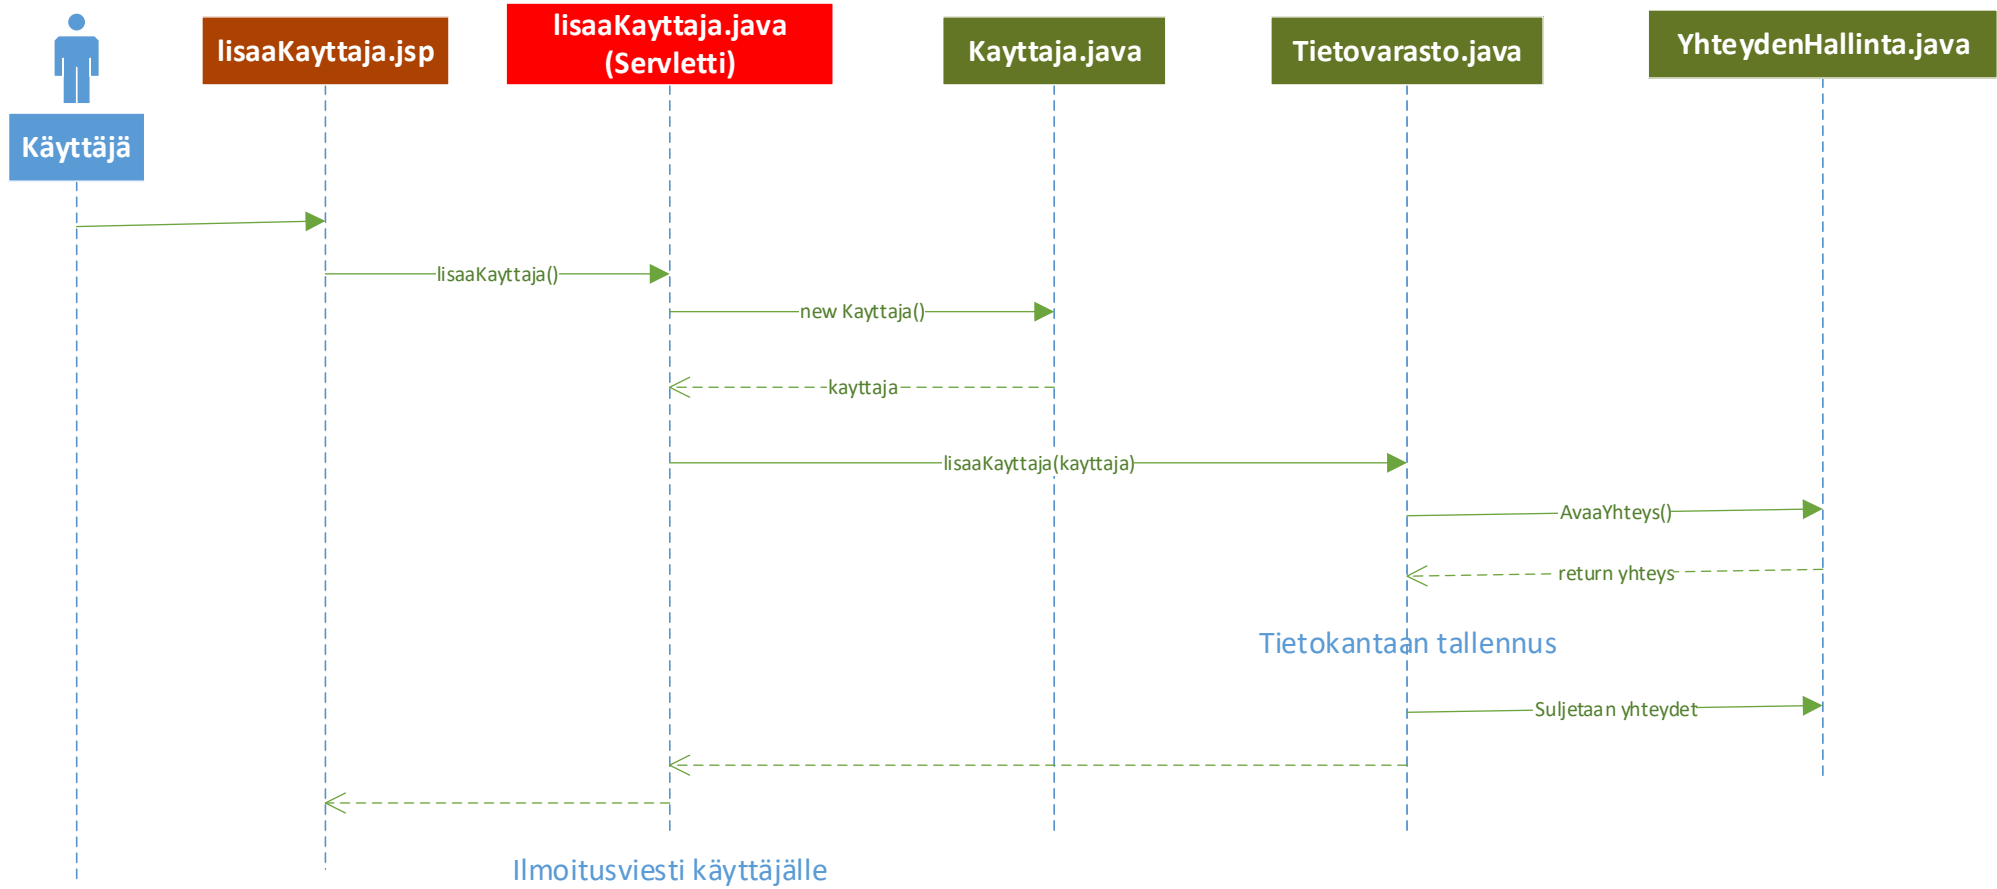 lisaaKayttaja.jsp
lisaaKayttaja.java
(Servletti)
Kayttaja.java
Tietovarasto.java
YhteydenHallinta.java
Käyttäjä
lisaaKayttaja()
new Kayttaja()
kayttaja
lisaaKayttaja(kayttaja)
AvaaYhteys()
return yhteys
Tietokantaan tallennus
Suljetaan yhteydet
Ilmoitusviesti käyttäjälle